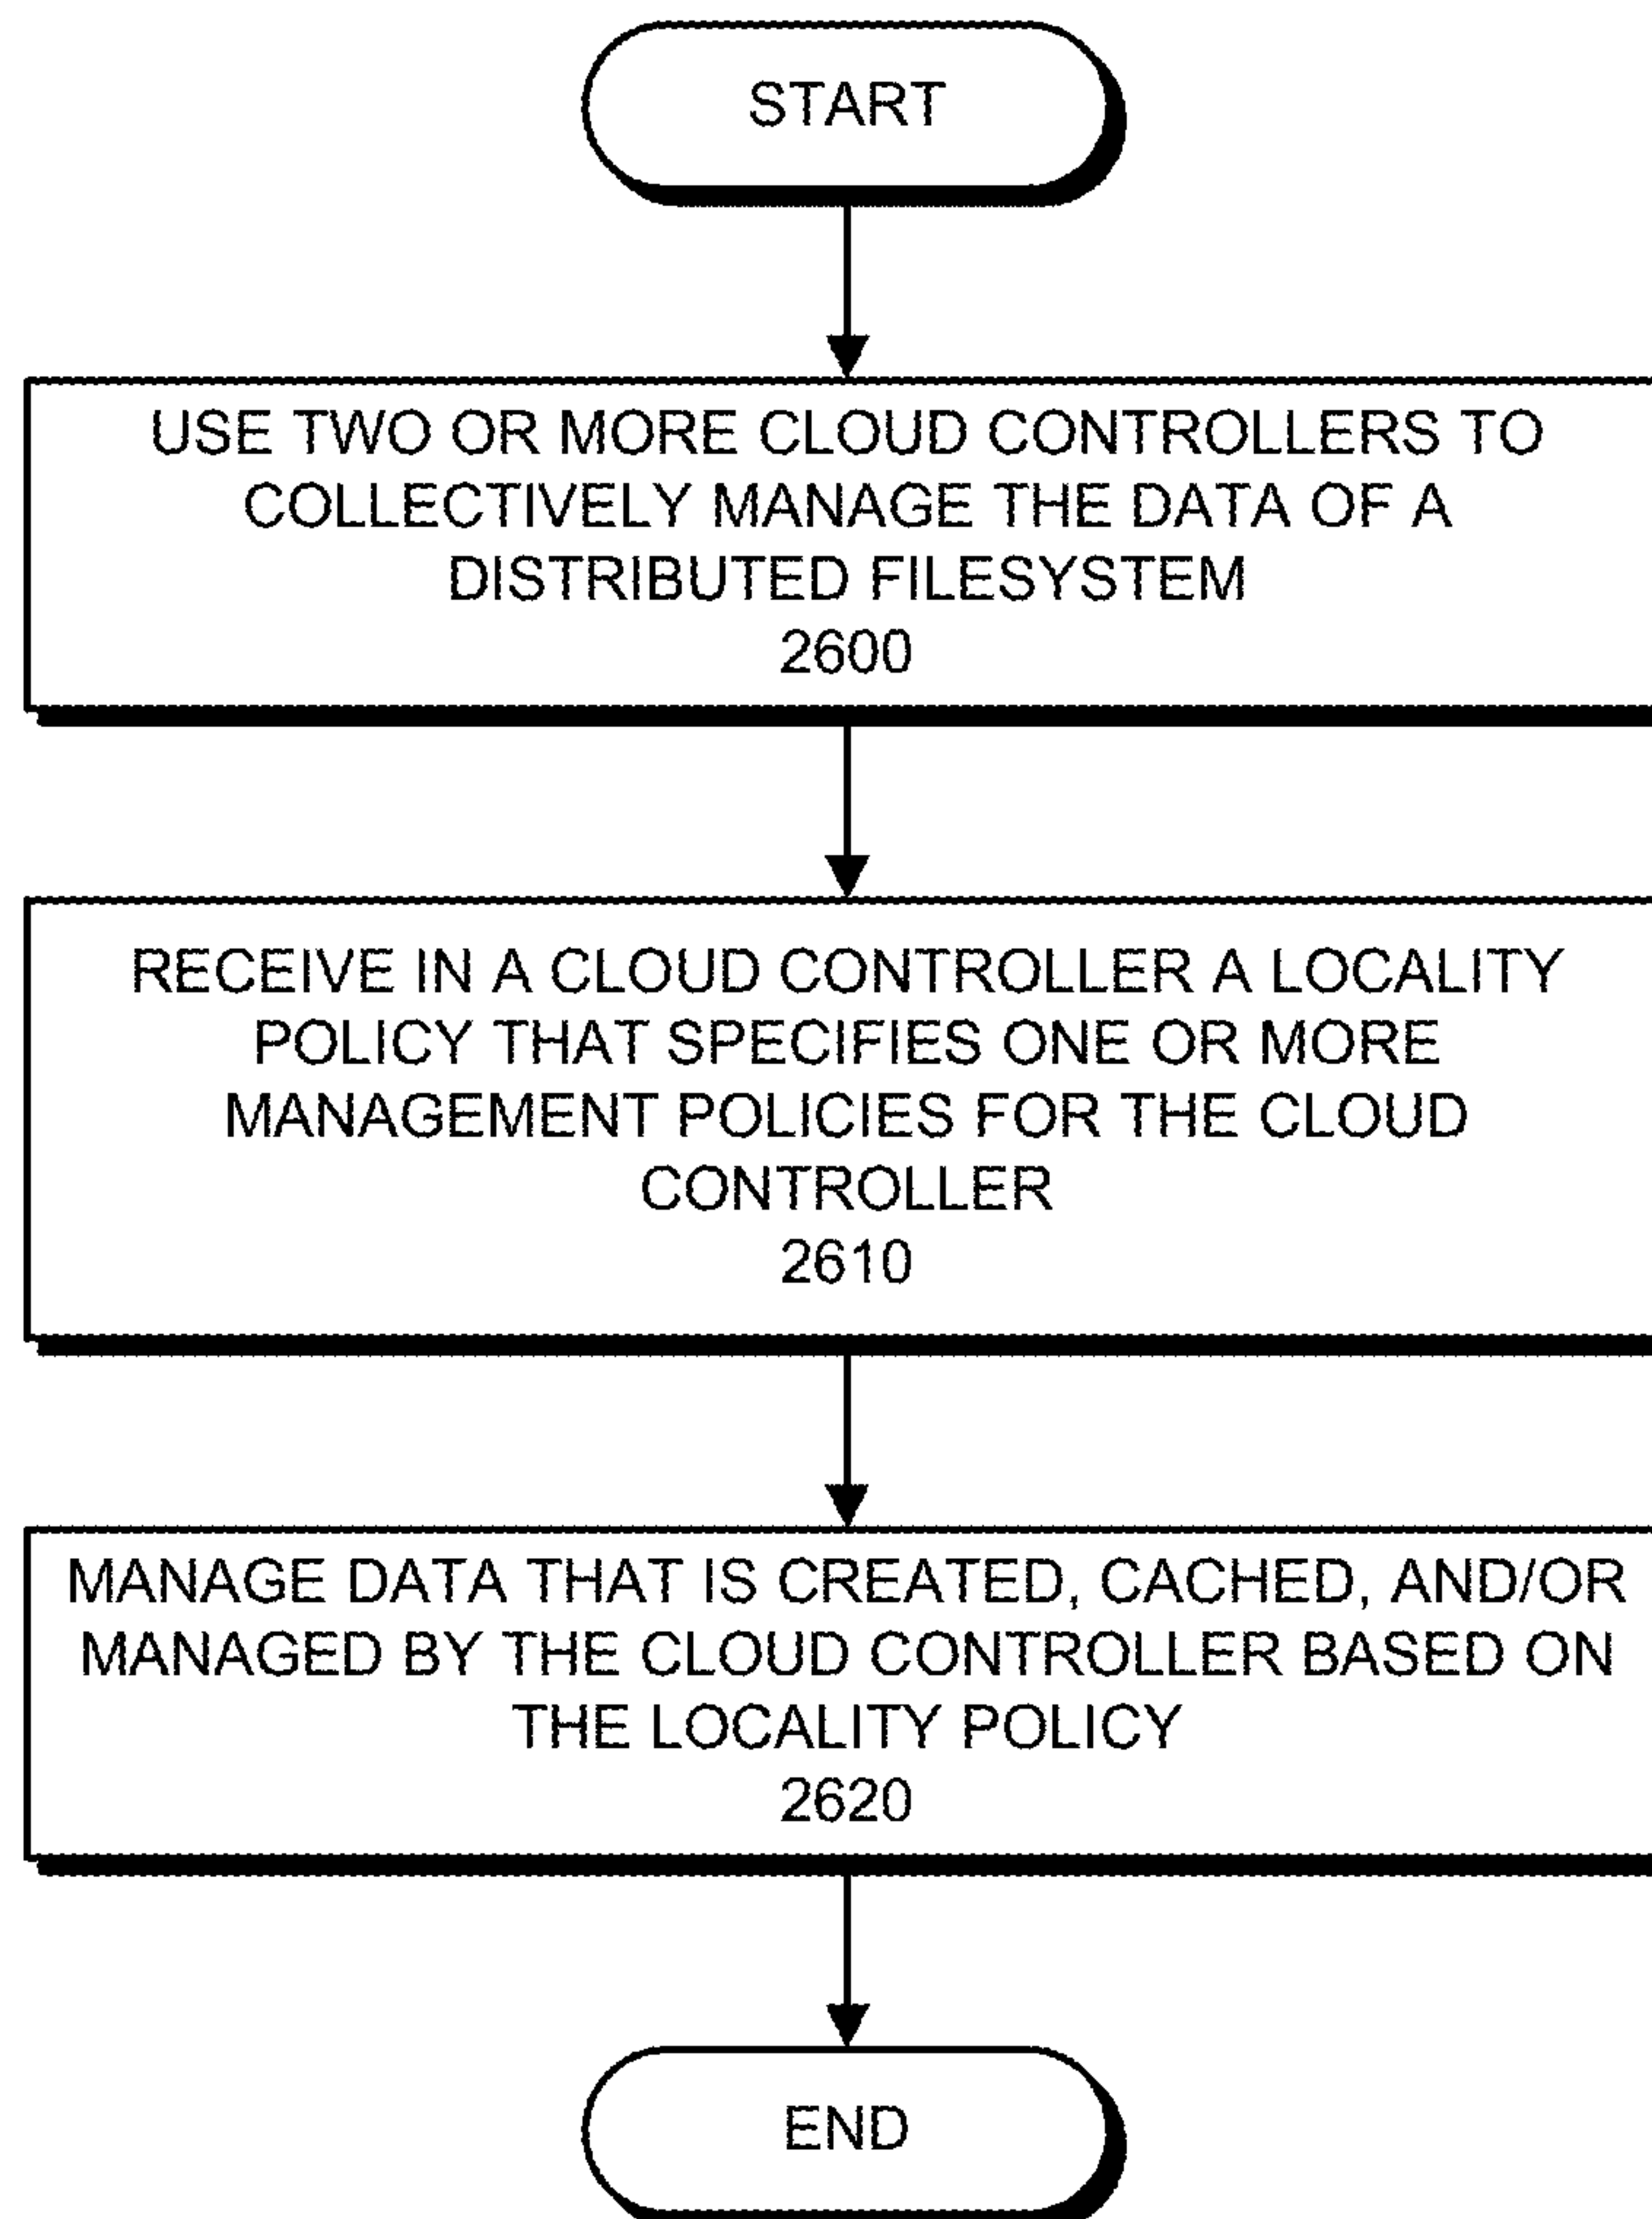 START
USE TWO OR MORE CLOUD CONTROLLERS TO
COLLECTIVELY MANAGE THE DATA OF A
DISTRIBUTED FILESYSTEM
2600
RECEIVE IN A CLOUD CONTROLLER A LOCALITY
POLICY THAT SPECIFIES ONE OR MORE
MANAGEMENT POLICIES FOR THE CLOUD
CONTROLLER
2610
MANAGE DATA THAT IS CREATED, CACHED, AND/OR
MANAGED BY THE CLOUD CONTROLLER BASED ON
THE LOCALITY POLICY
2620
END